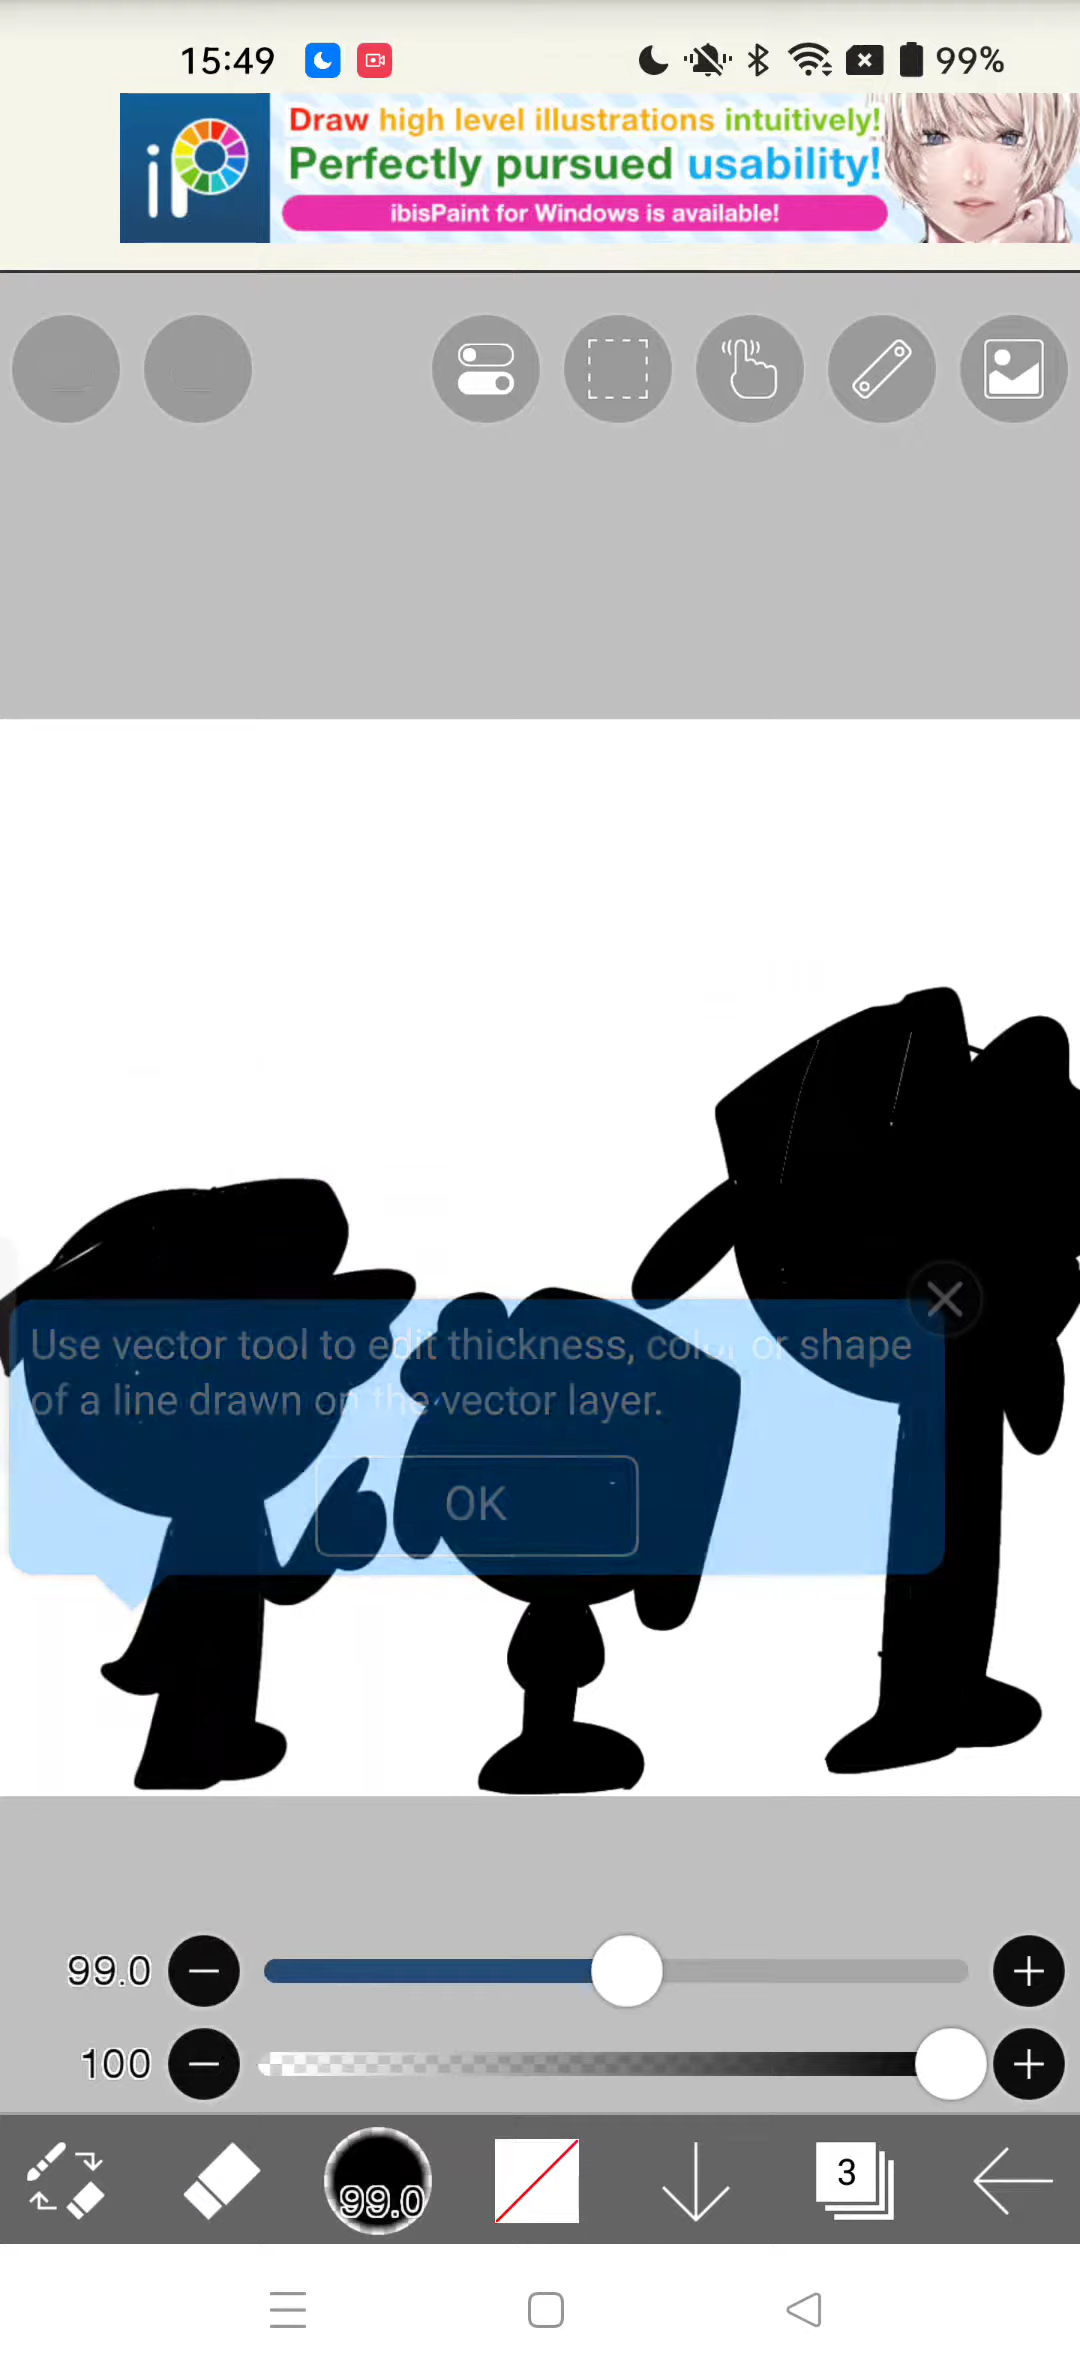 15:49
99%
iP
Draw high level illustrations intuitively!
Perfectly pursued usability!
ibisPaint for Windows is available!
Use vector tool to edit thickness, color or shape
of a line drawn on the vector layer.
OK
99.0
100
99.0
3